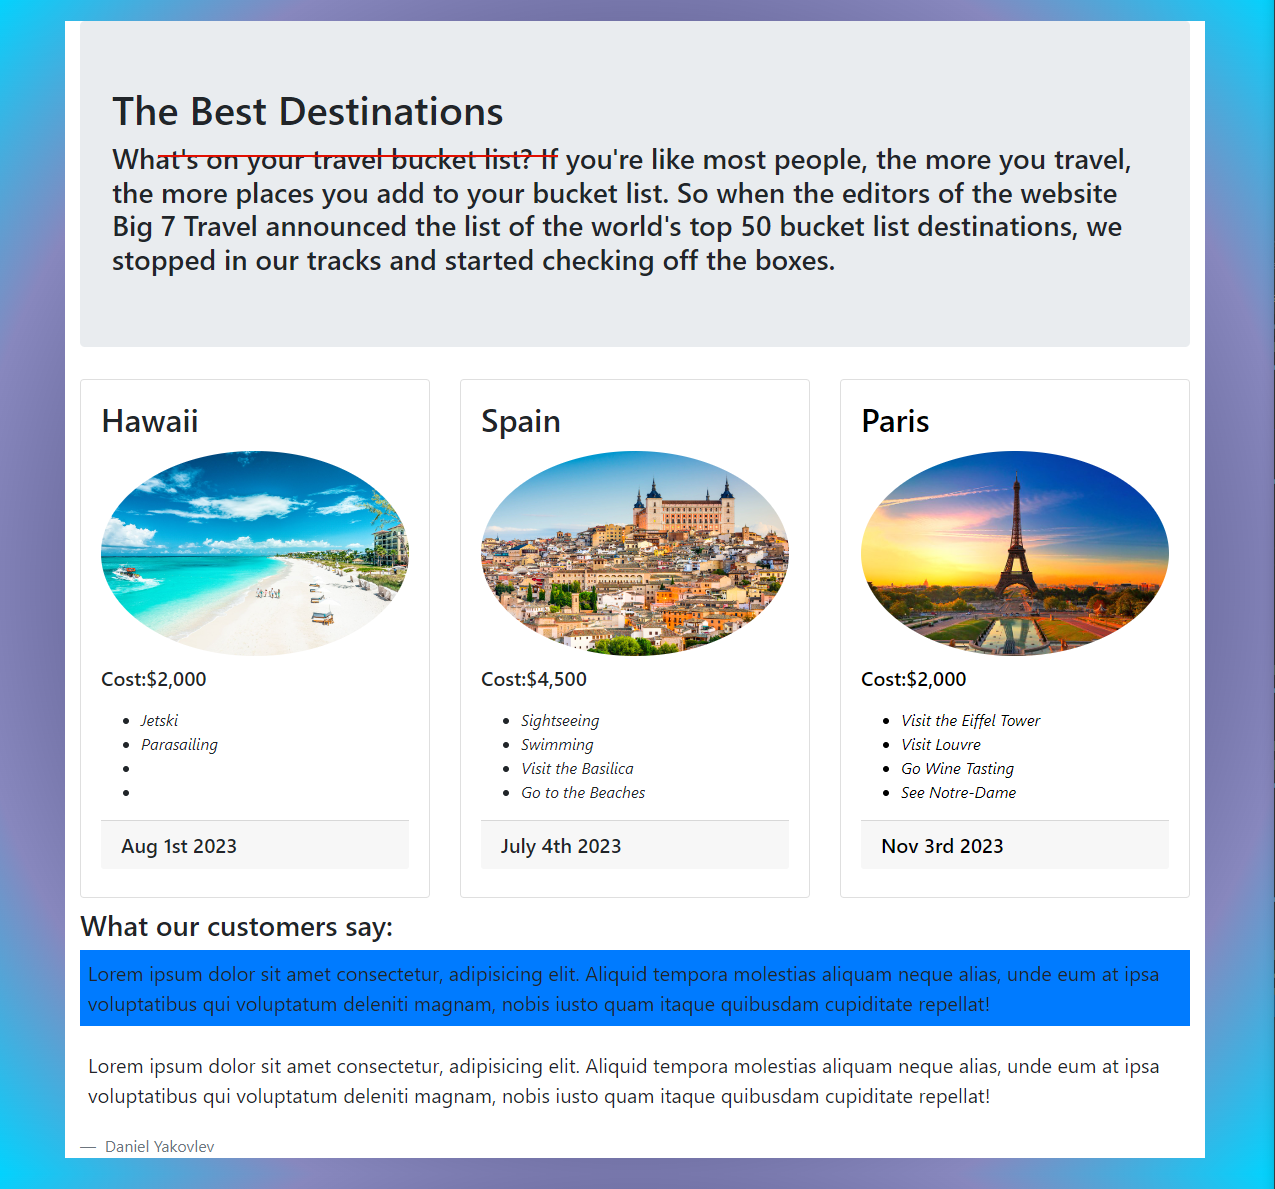 The Best Destinations
What's on your travel bucket list? If you're like most people, the more you travel,
the more places you add to your bucket list. So when the editors of the website
Big 7 Travel announced the list of the world's top 50 bucket list destinations, we
stopped in our tracks and started checking off the boxes.
Hawaii
Cost:$2,000
Jetski
Parasailing
Aug 1st 2023
Spain
Cost:$4,500
Sightseeing
Swimming
Visit the Basilica
Go to the Beaches
July 4th 2023
Paris
Cost:$2,000
Visit the Eiffel Tower
Visit Louvre
Go Wine Tasting
See Notre-Dame
Nov 3rd 2023
What our customers say:
Lorem ipsum dolor sit amet consectetur, adipisicing elit. Aliquid tempora molestias aliquam neque alias, unde eum at ipsa
voluptatibus qui voluptatum deleniti magnam, nobis iusto quam itaque quibusdam cupiditate repellat!
Lorem ipsum dolor sit amet consectetur, adipisicing elit. Aliquid tempora molestias aliquam neque alias, unde eum at ipsa
voluptatibus qui voluptatum deleniti magnam, nobis iusto quam itaque quibusdam cupiditate repellat!
— Daniel Yakovlev